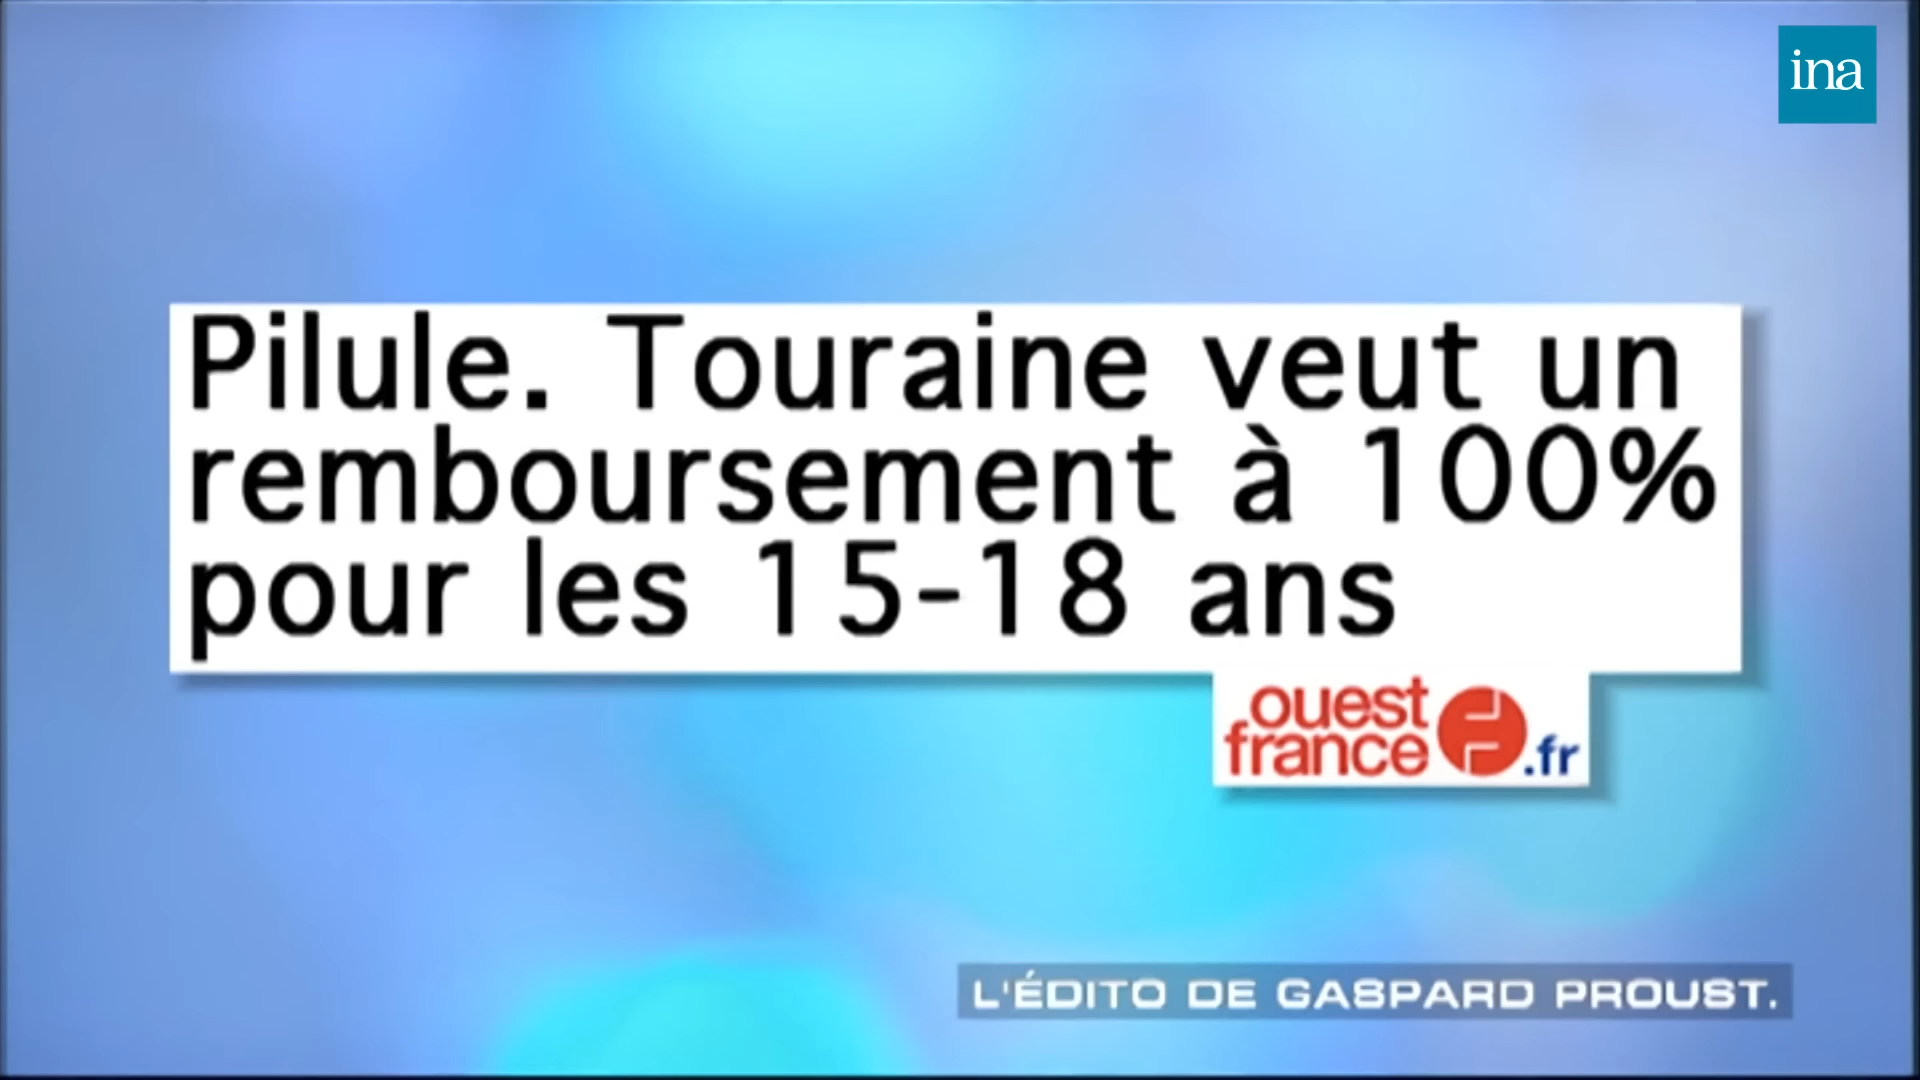 ina
Pilule. Touraine veut un
remboursement à 100%
pour les 15-18 ans
ouest
france
.fr
L'ÉDITO DE GASPARD PROUST.